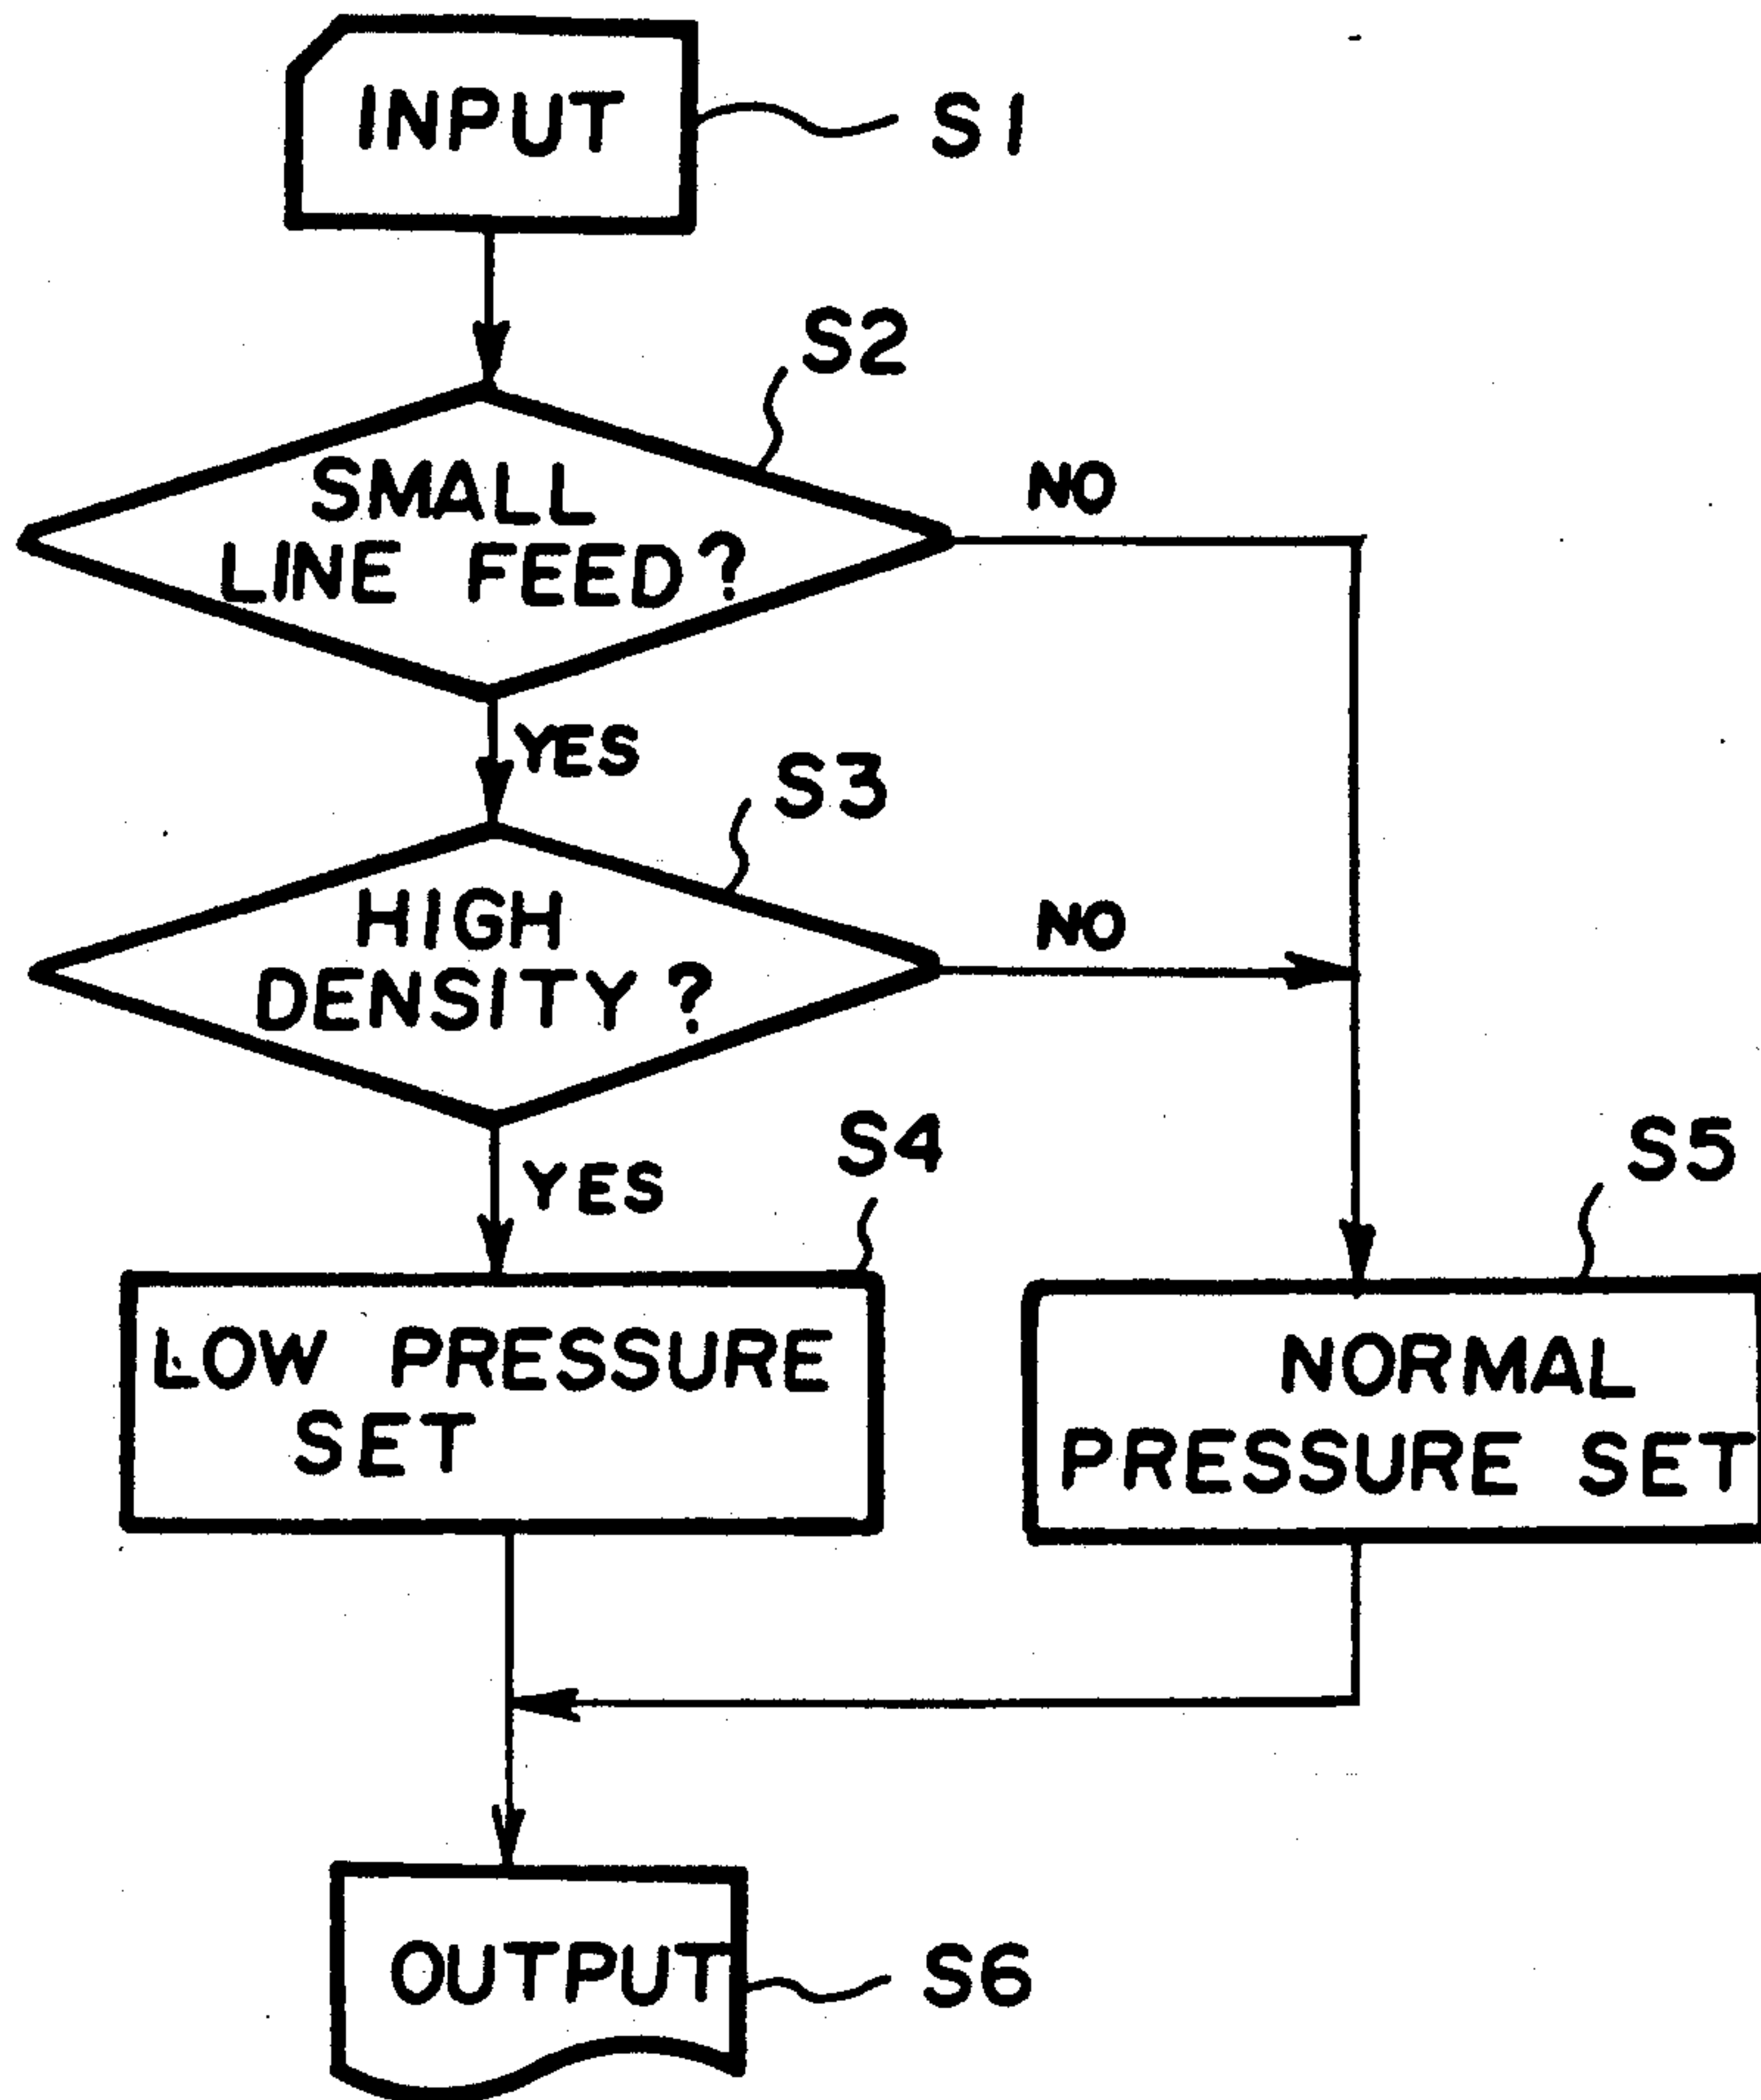 INPUT
S1
S2
SMALL
LINE FEED?
NO
YES
S3
HIGH
DENSITY?
NO
YES
S4
S5
LOW PRESSURE
SET
NORMAL
PRESSURE SET
OUTPUT
S6